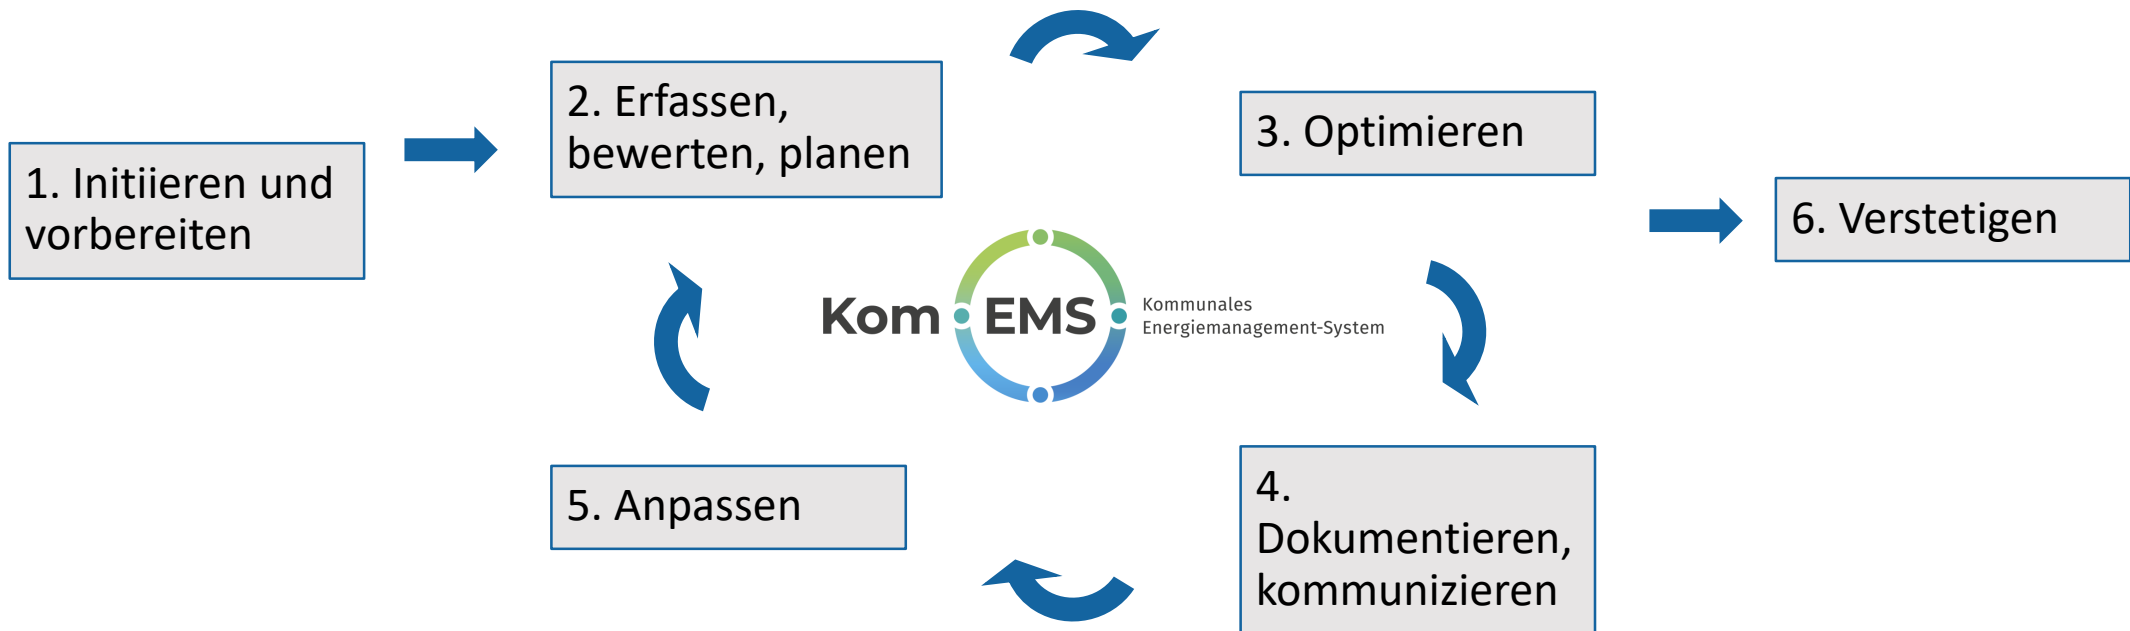 1. Initiieren und
vorbereiten
2. Erfassen,
bewerten, planen
3. Optimieren
4.
Dokumentieren,
kommunizieren
5. Anpassen
6. Verstetigen
Kom EMS
Kommunales
Energiemanagement-System